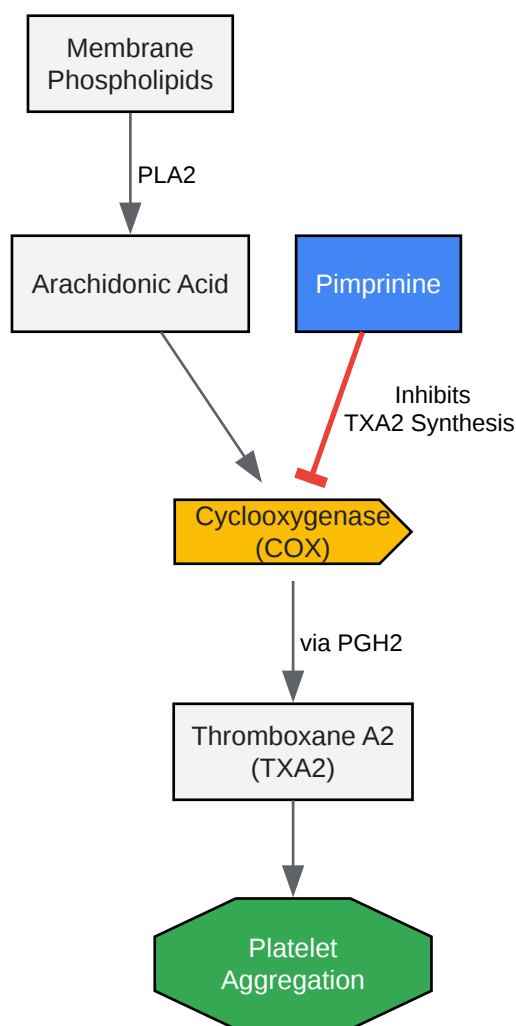 Membrane
Phospholipids
PLA2
Arachidonic Acid
Pimprinine
Inhibits
TXA2 Synthesis
Cyclooxygenase
(COX)
via PGH2
Thromboxane A2
(TXA2)
Platelet
Aggregation